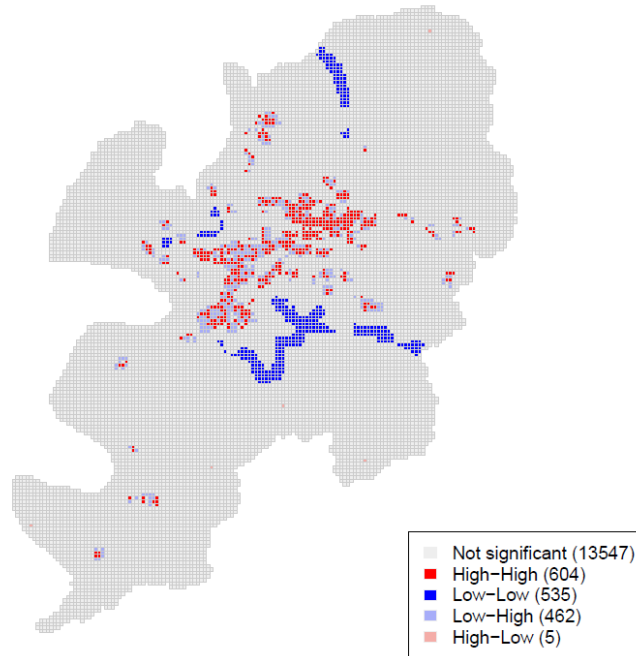 Not significant (13547)
High−High (604)
Low−Low (535)
Low−High (462)
High−Low (5)